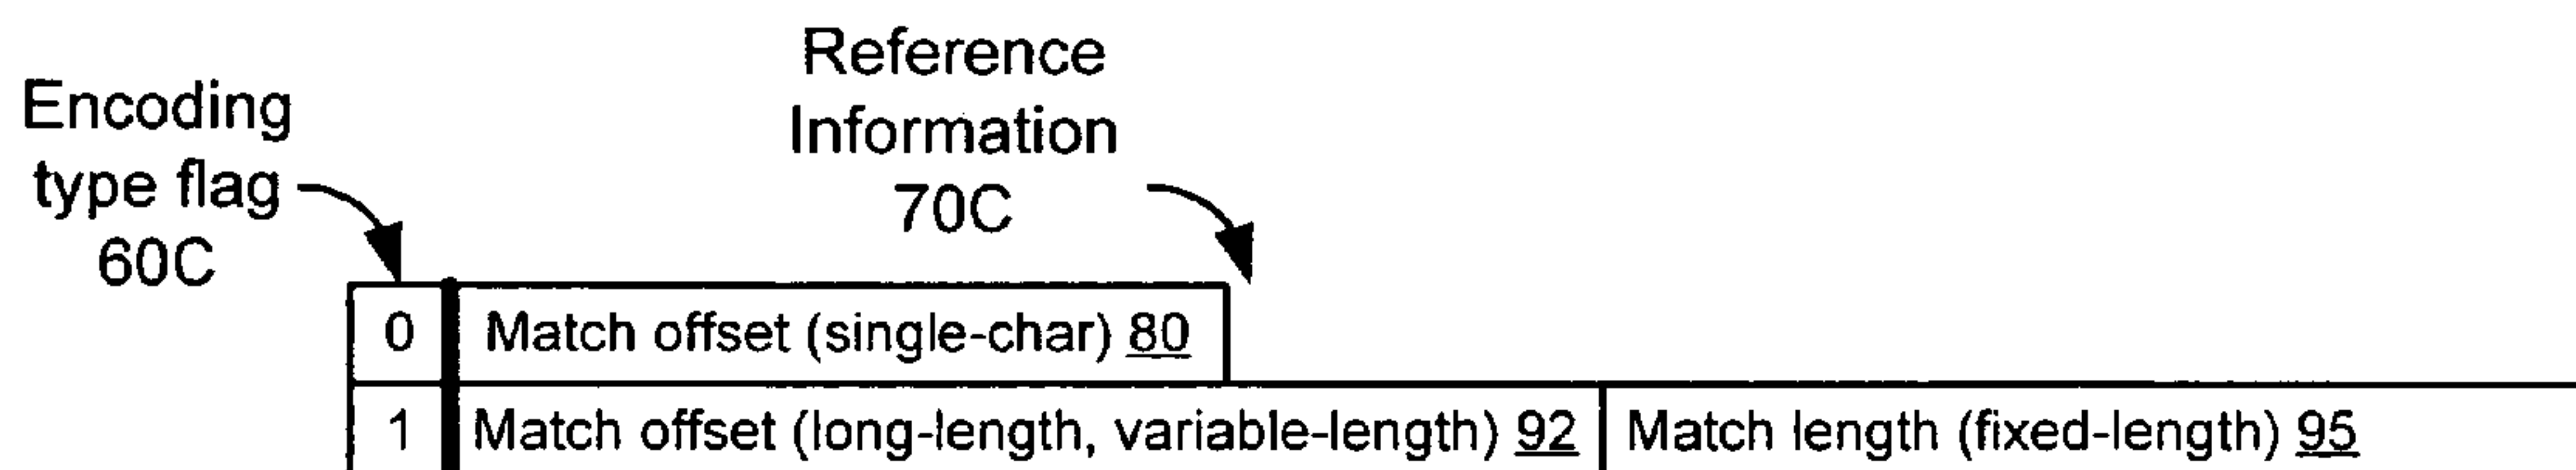 Encoding
type flag
60C
Reference
Information
70C
0 Match offset (single-char) 80
1 Match offset (long-length, variable-length) 92 Match length (fixed-length) 95